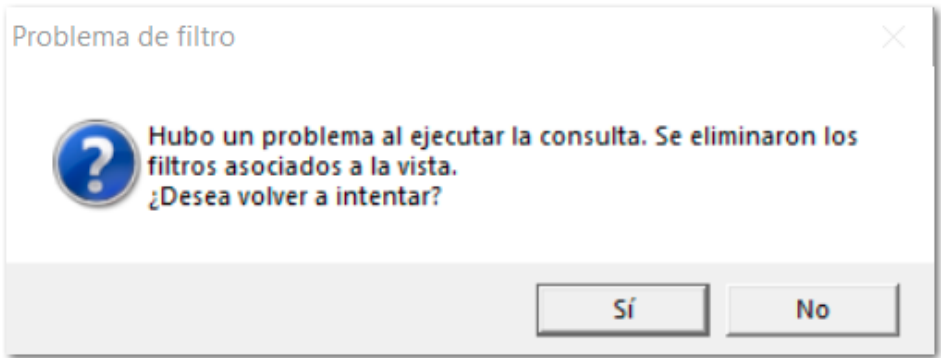 Problema de filtro
Hubo un problema al ejecutar la consulta. Se eliminaron los
filtros asociados a la vista.
¿Desea volver a intentar?
Sí
No